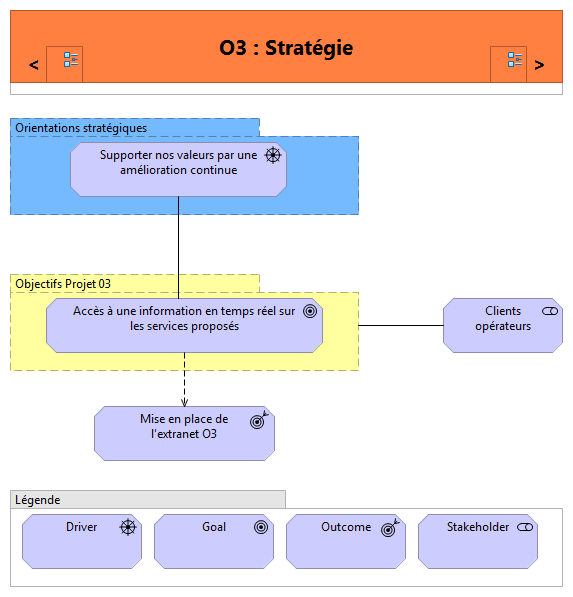 O3 : Stratégie
< >
Orientations stratégiques
Supporter nos valeurs par une
amélioration continue
Objectifs Projet 03
Accès à une information en temps réel sur
les services proposés
Clients
opérateurs
Mise en place de
l'extranet O3
Légende
Driver
Goal
Outcome
Stakeholder